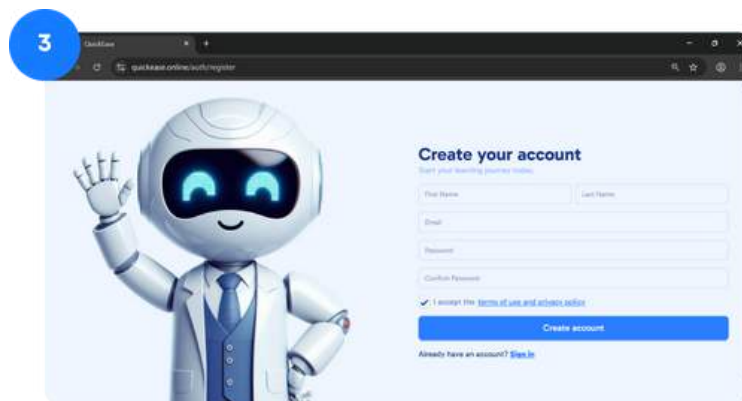 3
QuickEase
quickease.online/auth/register
Create your account
Start your learning journey today.
First Name Last Name
Email
Password
Confirm Password
I accept the terms of use and privacy policy
Create account
Already have an account? Sign in